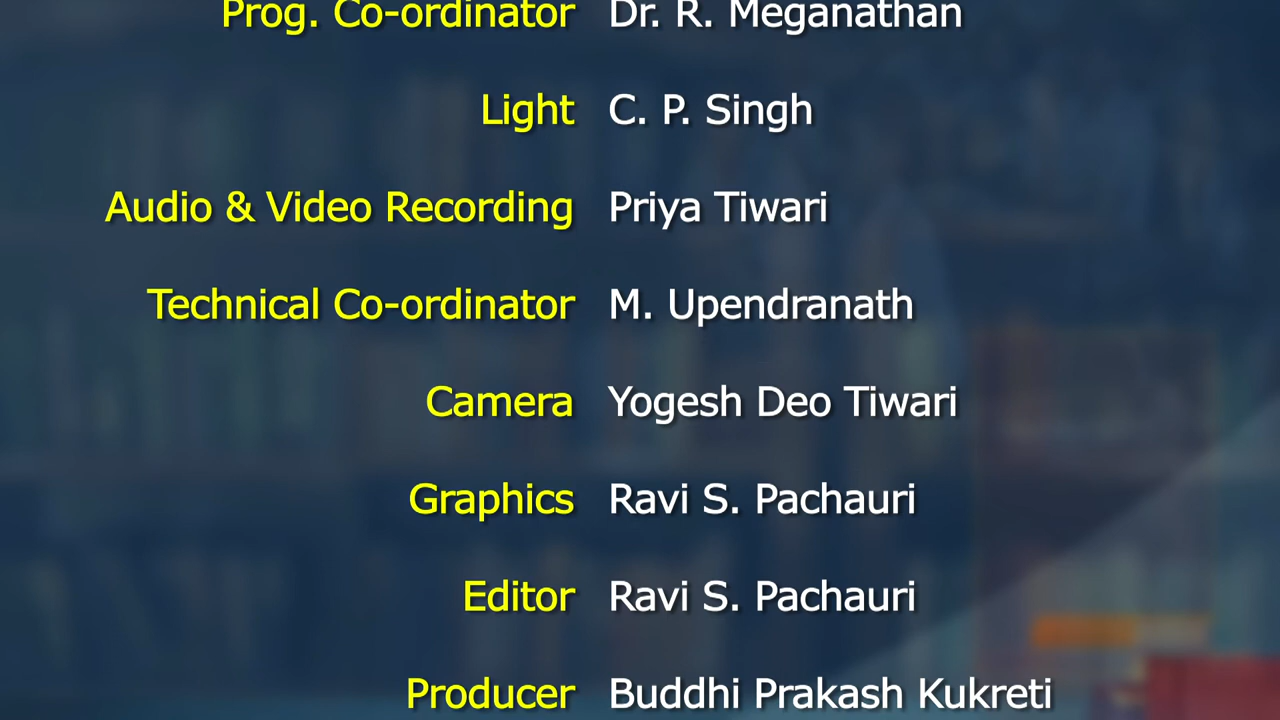 Prog. Co-ordinator Dr. R. Meganathan
Light C. P. Singh
Audio & Video Recording Priya Tiwari
Technical Co-ordinator M. Upendranath
Camera Yogesh Deo Tiwari
Graphics Ravi S. Pachauri
Editor Ravi S. Pachauri
Producer Buddhi Prakash Kukreti